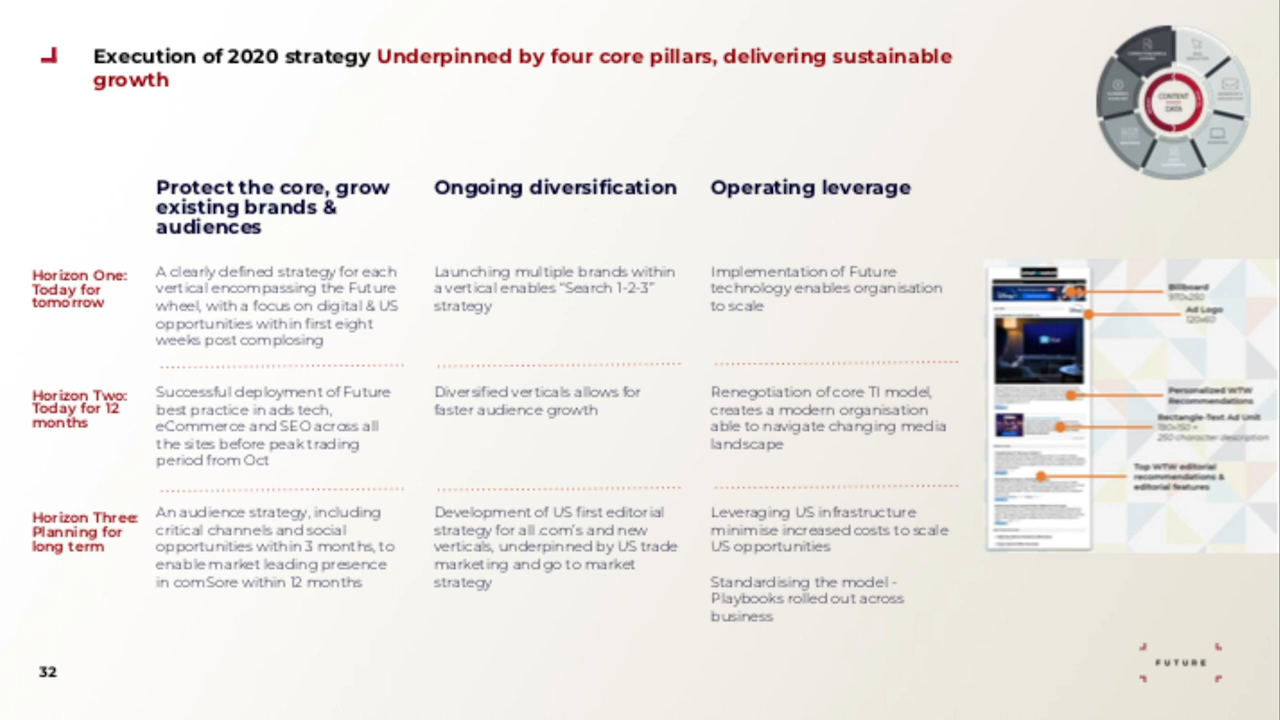 Execution of 2020 strategy Underpinned by four core pillars, delivering sustainable
growth
CONTENT
DATA
Protect the core, grow
existing brands &
audiences
Ongoing diversification
Operating leverage
Horizon One:
Today for
tomorrow
A clearly defined strategy for each
vertical encompassing the Future
wheel, with a focus on digital & US
opportunities within first eight
weeks post complosing
Launching multiple brands within
a vertical enables "Search 1-2-3"
strategy
Implementation of Future
technology enables organisation
to scale
Horizon Two:
Today for 12
months
Successful deployment of Future
best practice in ads tech,
eCommerce and SEO across all
the sites before peak trading
period from Oct
Diversified verticals allows for
faster audience growth
Renegotiation of core TI model,
creates a modern organisation
able to navigate changing media
landscape
Horizon Three:
Planning for
long term
An audience strategy, including
critical channels and social
opportunities within 3 months, to
enable market leading presence
in comSore within 12 months
Development of US first editorial
strategy for all .com's and new
verticals, underpinned by US trade
marketing and go to market
strategy
Leveraging US infrastructure
minimise increased costs to scale
US opportunities
Standardising the model -
Playbooks rolled out across
business
Billboard
970x250
Ad Logo
120x60
Personalized WTW
Recommendations
Rectangle-Text Ad Unit
180x150 +
250 character description
Top WTW editorial
recommendations &
editorial features
32
FUTURE